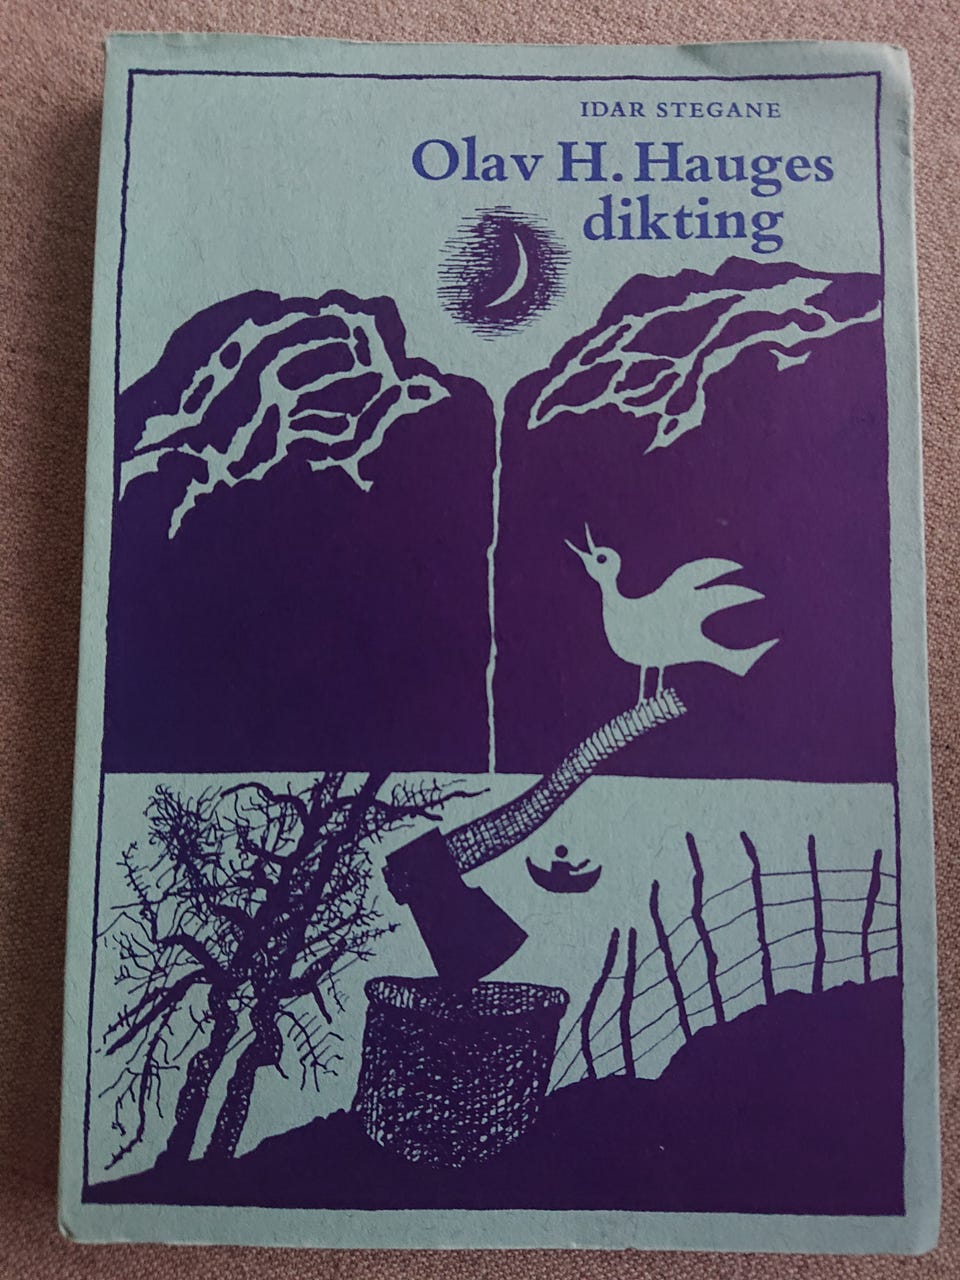 IDAR STEGANE
Olav H. Hauges
dikting